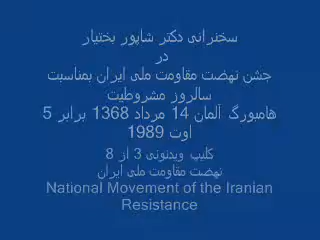 سخنرانی دکتر شاپور بختیار
در
جشن نهضت مقاومت ملی ایران بمناسبت
سالروز مشروطیت
هامبورگ آلمان 14 مرداد 1368 برابر 5
اوت 1989
کلیپ ویدئویی 3 از 8
نهضت مقاومت ملی ایران
National Movement of the Iranian
Resistance